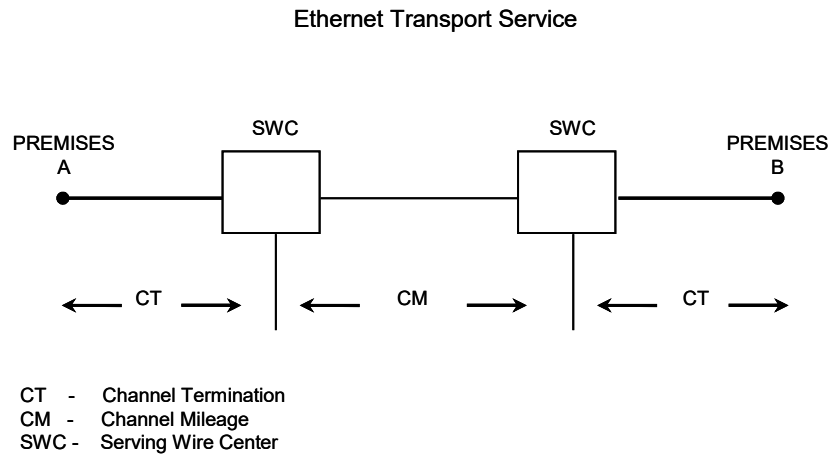 Ethernet Transport Service
SWC
SWC
PREMISES
A
PREMISES
B
CT
CM
CT
CT - Channel Termination
CM - Channel Mileage
SWC - Serving Wire Center